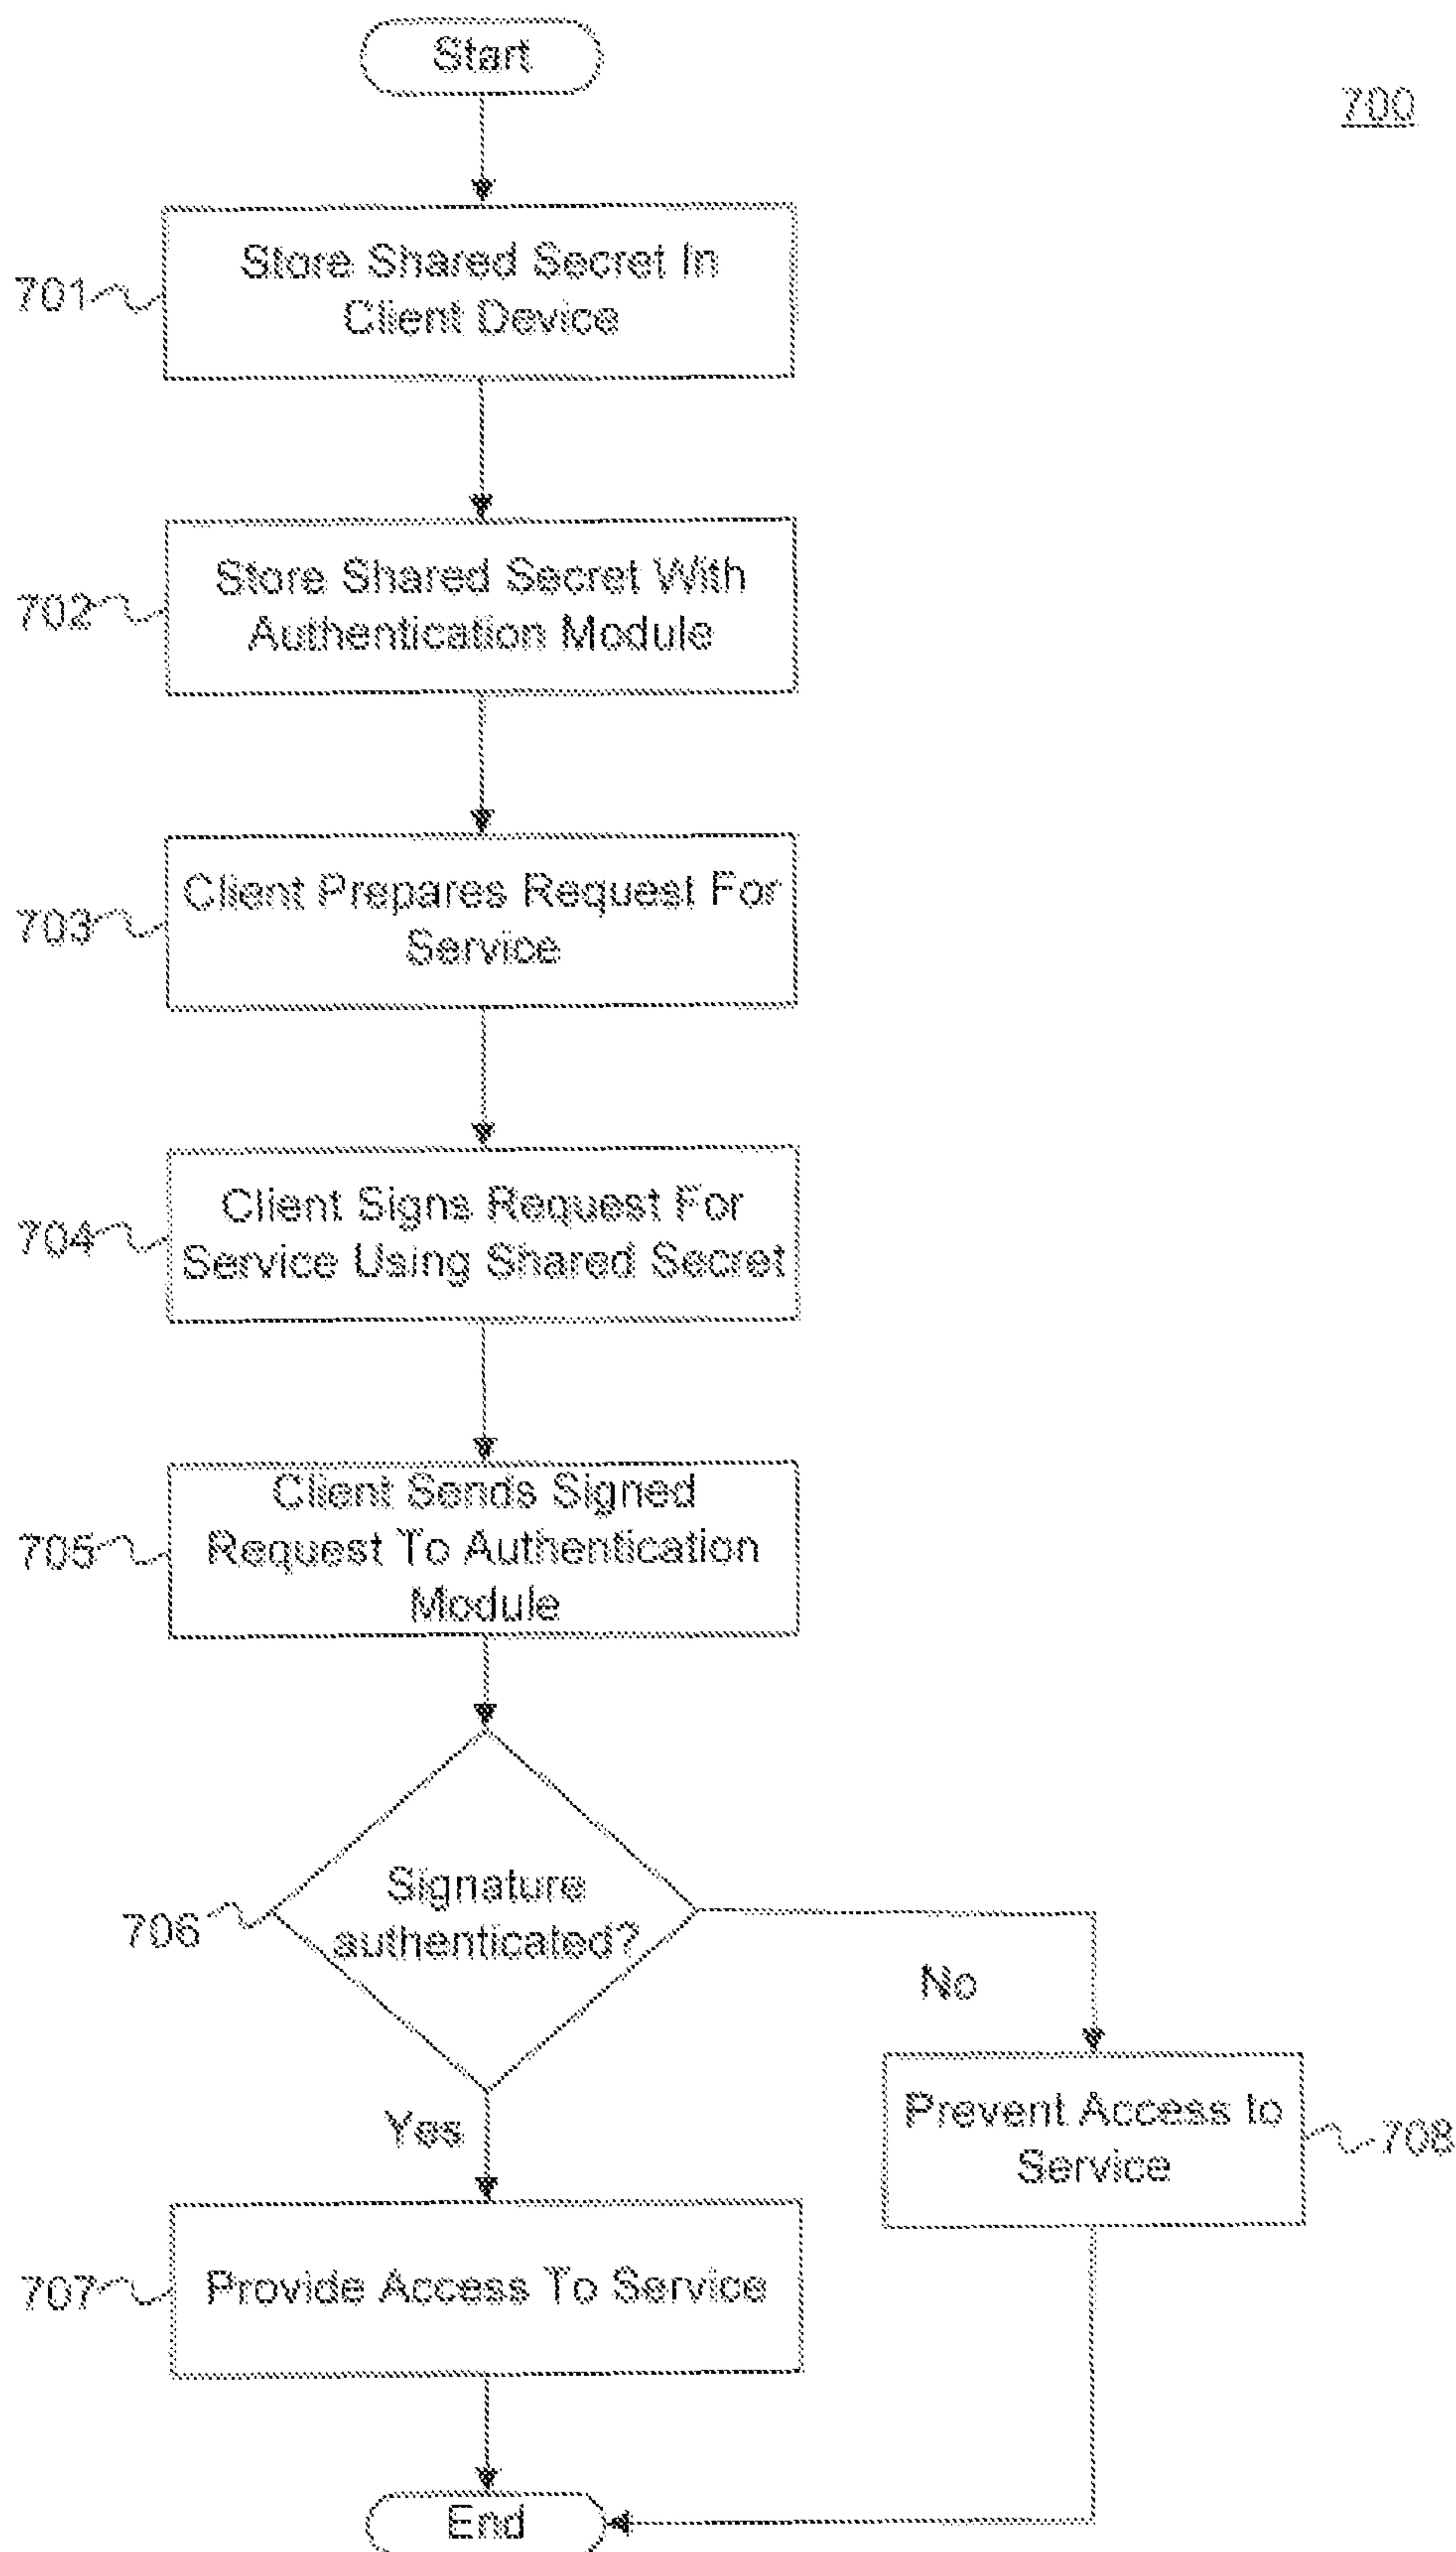 Start
700
Store Shared Secret In
Client Device
701
Store Shared Secret With
Authentication Module
702
Client Prepares Request For
Service
703
Client Signs Request For
Service Using Shared Secret
704
Client Sends Signed
Request To Authentication
Module
705
Signature
authenticated?
706
No
Yes
Prevent Access to
Service
708
Provide Access To Service
707
End